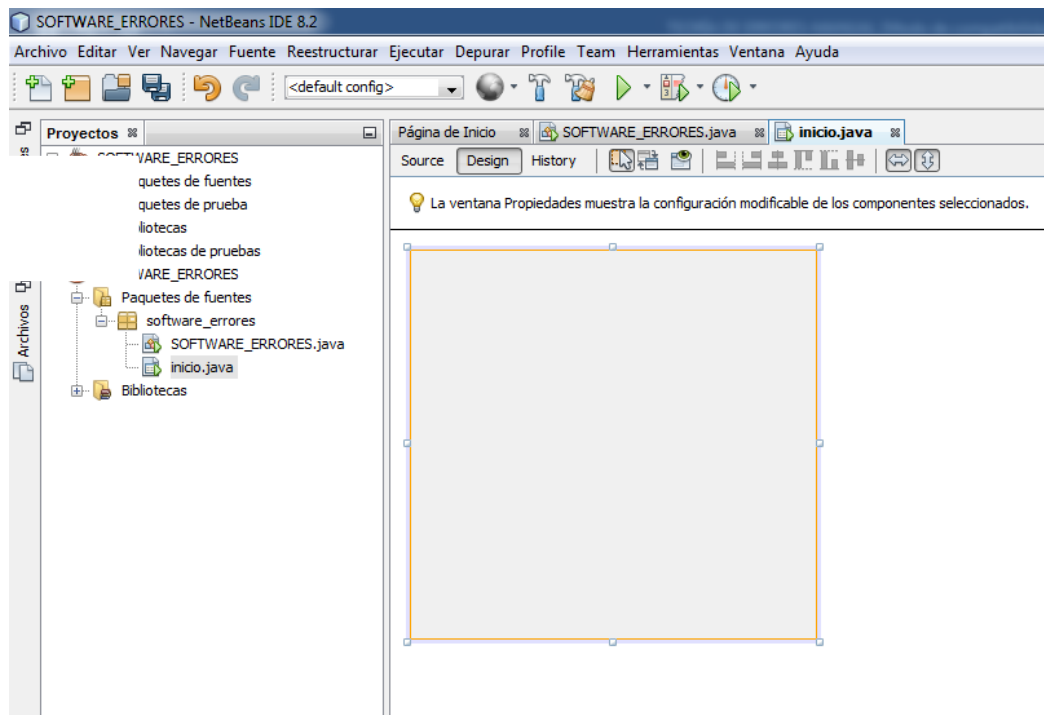 SOFTWARE_ERRORES - NetBeans IDE 8.2
Archivo Editar Ver Navegar Fuente Reestructurar Ejecutar Depurar Profile Team Herramientas Ventana Ayuda
<default config>
Proyectos
Página de Inicio SOFTWARE_ERRORES.java inicio.java
SOFTWARE_ERRORES
Source Design History
quetes de fuentes
quetes de prueba
La ventana Propiedades muestra la configuración modificable de los componentes seleccionados.
liotecas
liotecas de pruebas
WARE_ERRORES
Paquetes de fuentes
software_errores
SOFTWARE_ERRORES.java
inicio.java
Bibliotecas
Archivos